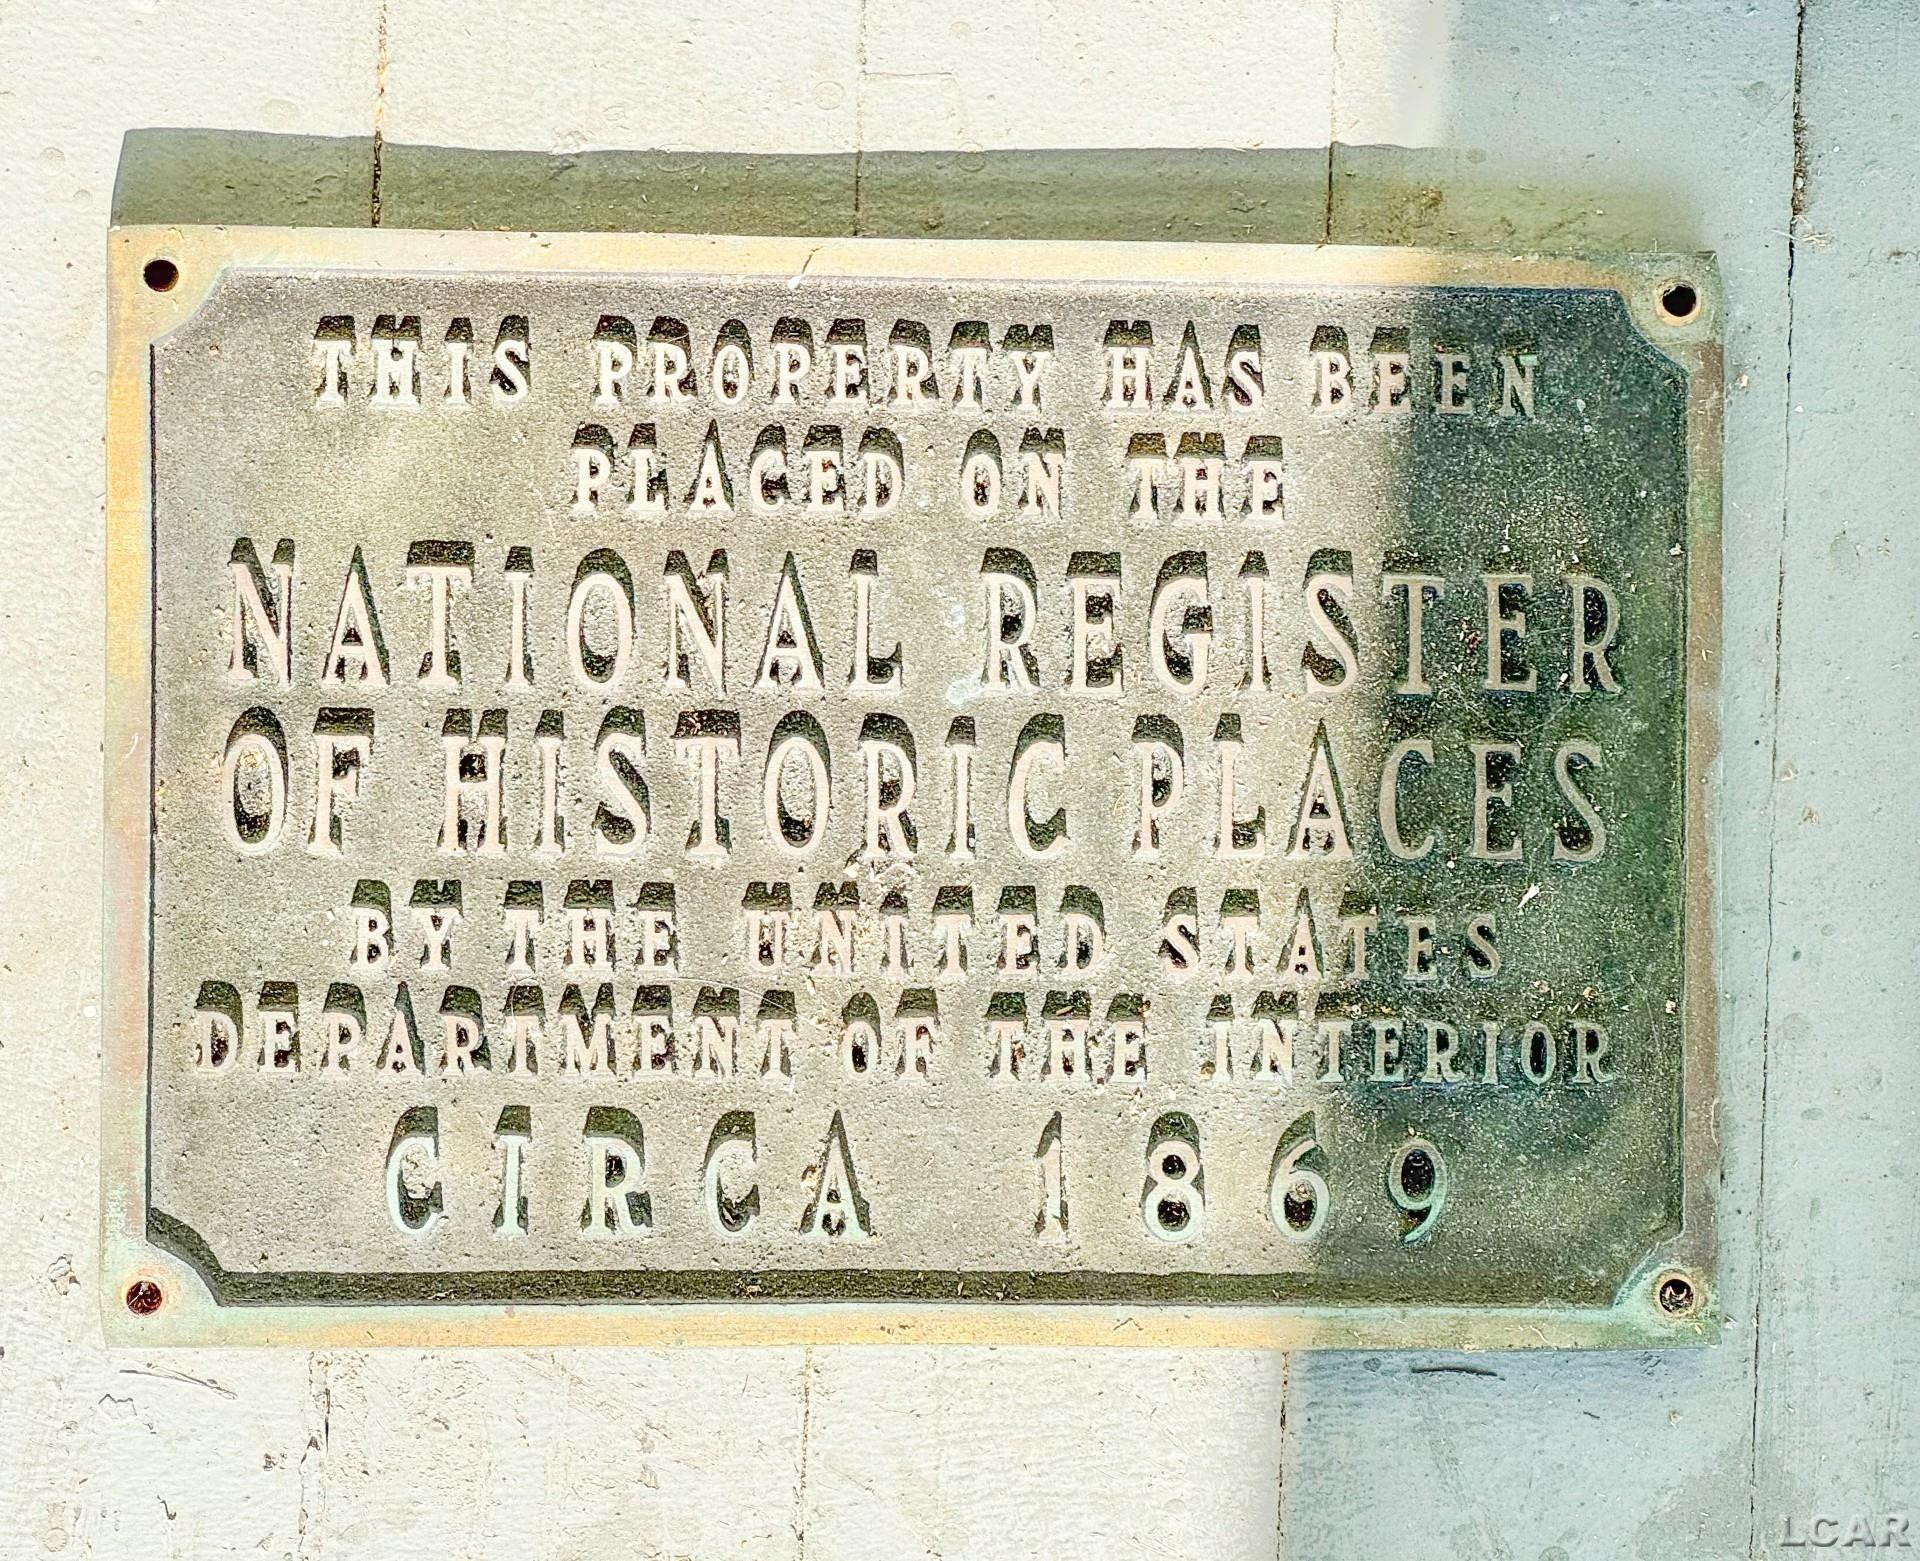 THIS PROPERTY HAS BEEN
PLACED ON THE
NATIONAL REGISTER
OF HISTORIC PLACES
BY THE UNITED STATES
DEPARTMENT OF THE INTERIOR
CIRCA 1869
LCAR